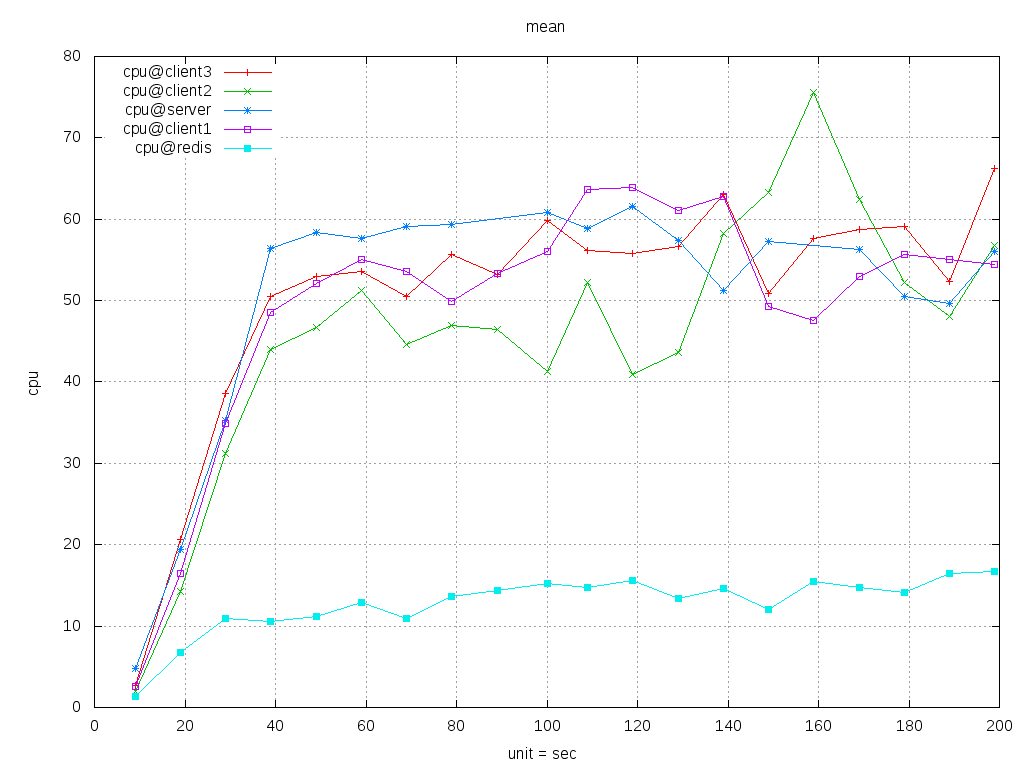 mean
80
70
60
50
40
30
20
10
0
cpu
cpu@client3
cpu@client2
cpu@server
cpu@client1
cpu@redis
0 20 40 60 80 100 120 140 160 180 200
unit = sec